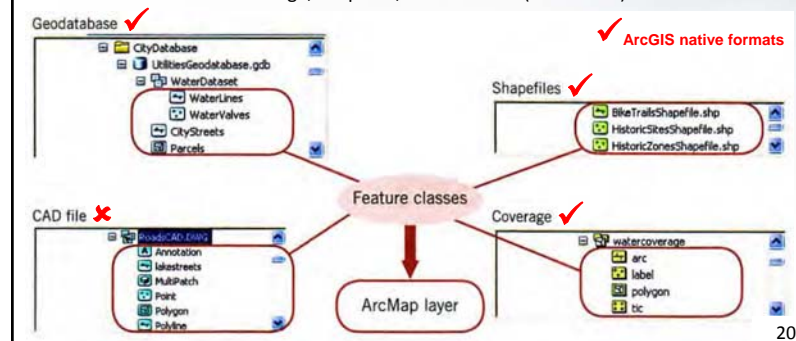 Geodatabase
CityDatabase
UtilitiesGeodatabase.gdb
WaterDataset
WaterLines
WaterValves
CityStreets
Parcels
ArcGIS native formats
Shapefiles
BikeTrailsShapefile.shp
HistoricSitesShapefile.shp
HistoricZonesShapefile.shp
Feature classes
CAD file
RoadsCAD.DWG
Annotation
lakestreets
MultiPatch
Point
Polygon
Polyline
Coverage
watercoverage
arc
label
polygon
tic
ArcMap layer
20